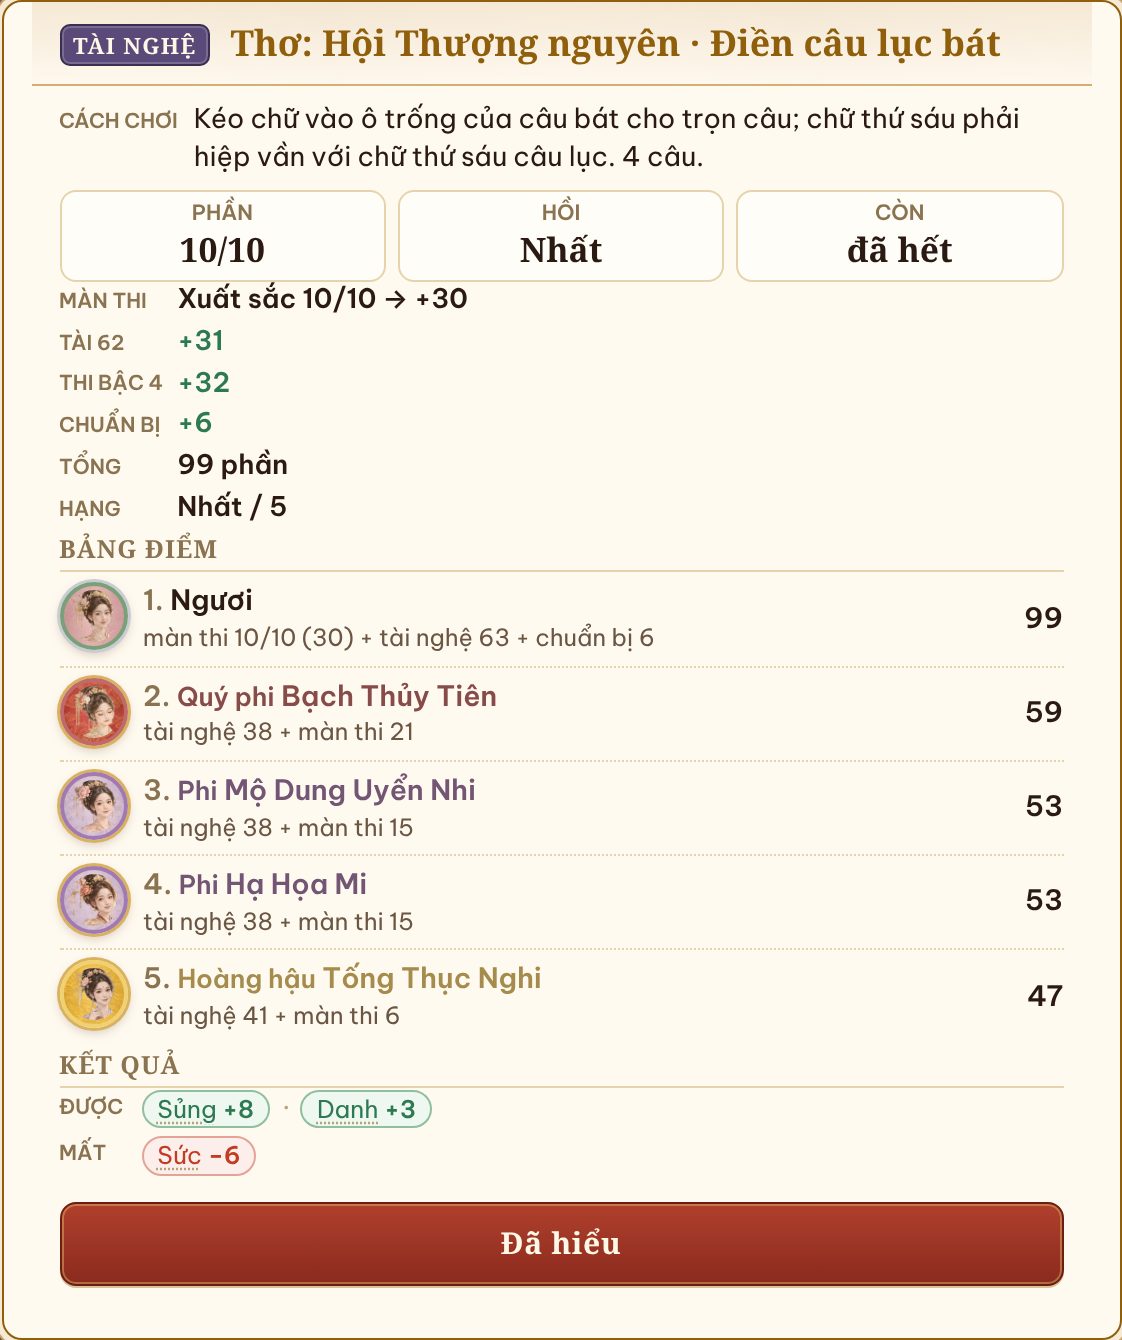 TÀI NGHỆ Thơ: Hội Thượng nguyên · Điền câu lục bát
CÁCH CHƠI Kéo chữ vào ô trống của câu bát cho trọn câu; chữ thứ sáu phải
hiệp vần với chữ thứ sáu câu lục. 4 câu.
PHẦN HỒI CÒN
10/10 Nhất đã hết
MÀN THI Xuất sắc 10/10 → +30
TÀI 62 +31
THI BẬC 4 +32
CHUẨN BỊ +6
TỔNG 99 phần
HẠNG Nhất / 5
BẢNG ĐIỂM
1. Ngươi 99
màn thi 10/10 (30) + tài nghệ 63 + chuẩn bị 6
2. Quý phi Bạch Thủy Tiên 59
tài nghệ 38 + màn thi 21
3. Phi Mộ Dung Uyển Nhi 53
tài nghệ 38 + màn thi 15
4. Phi Hạ Họa Mi 53
tài nghệ 38 + màn thi 15
5. Hoàng hậu Tống Thục Nghi 47
tài nghệ 41 + màn thi 6
KẾT QUẢ
ĐƯỢC Sủng +8 · Danh +3
MẤT Sức −6
Đã hiểu